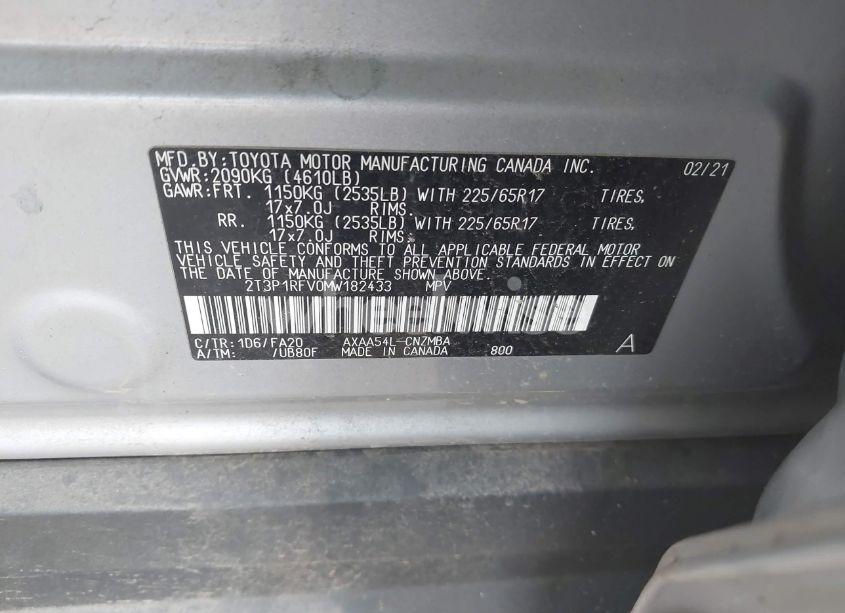 MFD.BY:TOYOTA MOTOR MANUFACTURING CANADA INC. 02/21
GVWR:2090KG (4610LB)
GAWR:FRT. 1150KG (2535LB) WITH 225/65R17 TIRES,
17x7.0J RIMS.
RR. 1150KG (2535LB) WITH 225/65R17 TIRES,
17x7.0J RIMS.
THIS VEHICLE CONFORMS TO ALL APPLICABLE FEDERAL MOTOR
VEHICLE SAFETY AND THEFT PREVENTION STANDARDS IN EFFECT ON
THE DATE OF MANUFACTURE SHOWN ABOVE.
2T3P1RFV0MW182433 MPV
C/TR:1D6/FA20 AXAA54L-CNZMBA
A/TM: /UB80F MADE IN CANADA 800 A